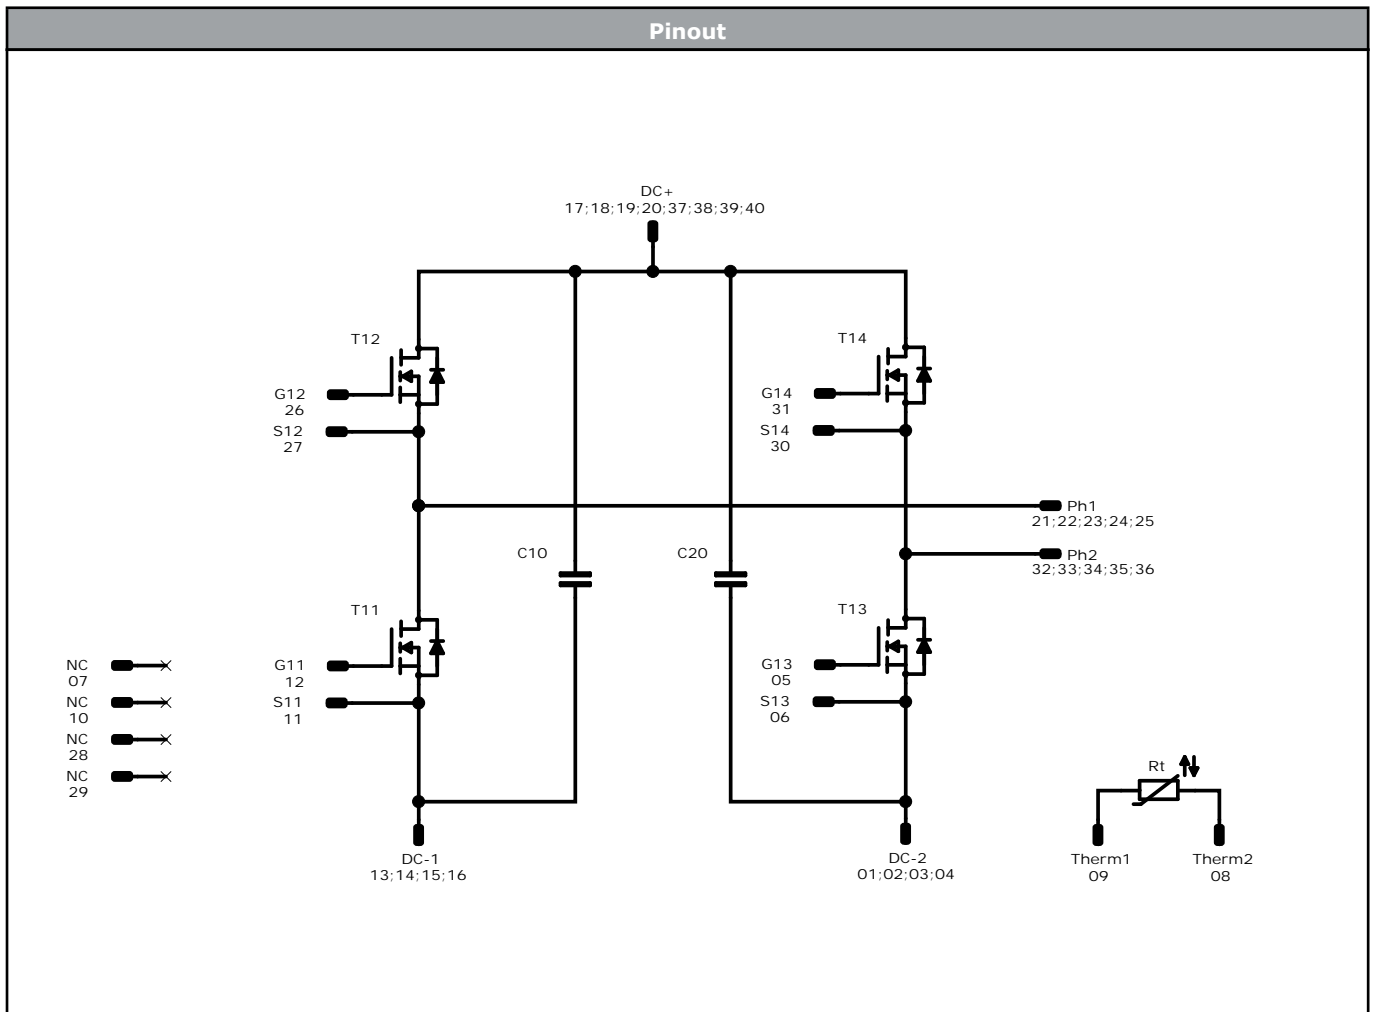 Pinout
DC+
17;18;19;20;37;38;39;40
T12
T14
G12
26
G14
31
S12
27
S14
30
Ph1
21;22;23;24;25
C10
C20
Ph2
32;33;34;35;36
T11
T13
NC
07
G11
12
G13
05
NC
10
S11
11
S13
06
NC
28
NC
29
Rt
DC-1
13;14;15;16
DC-2
01;02;03;04
Therm1
09
Therm2
08